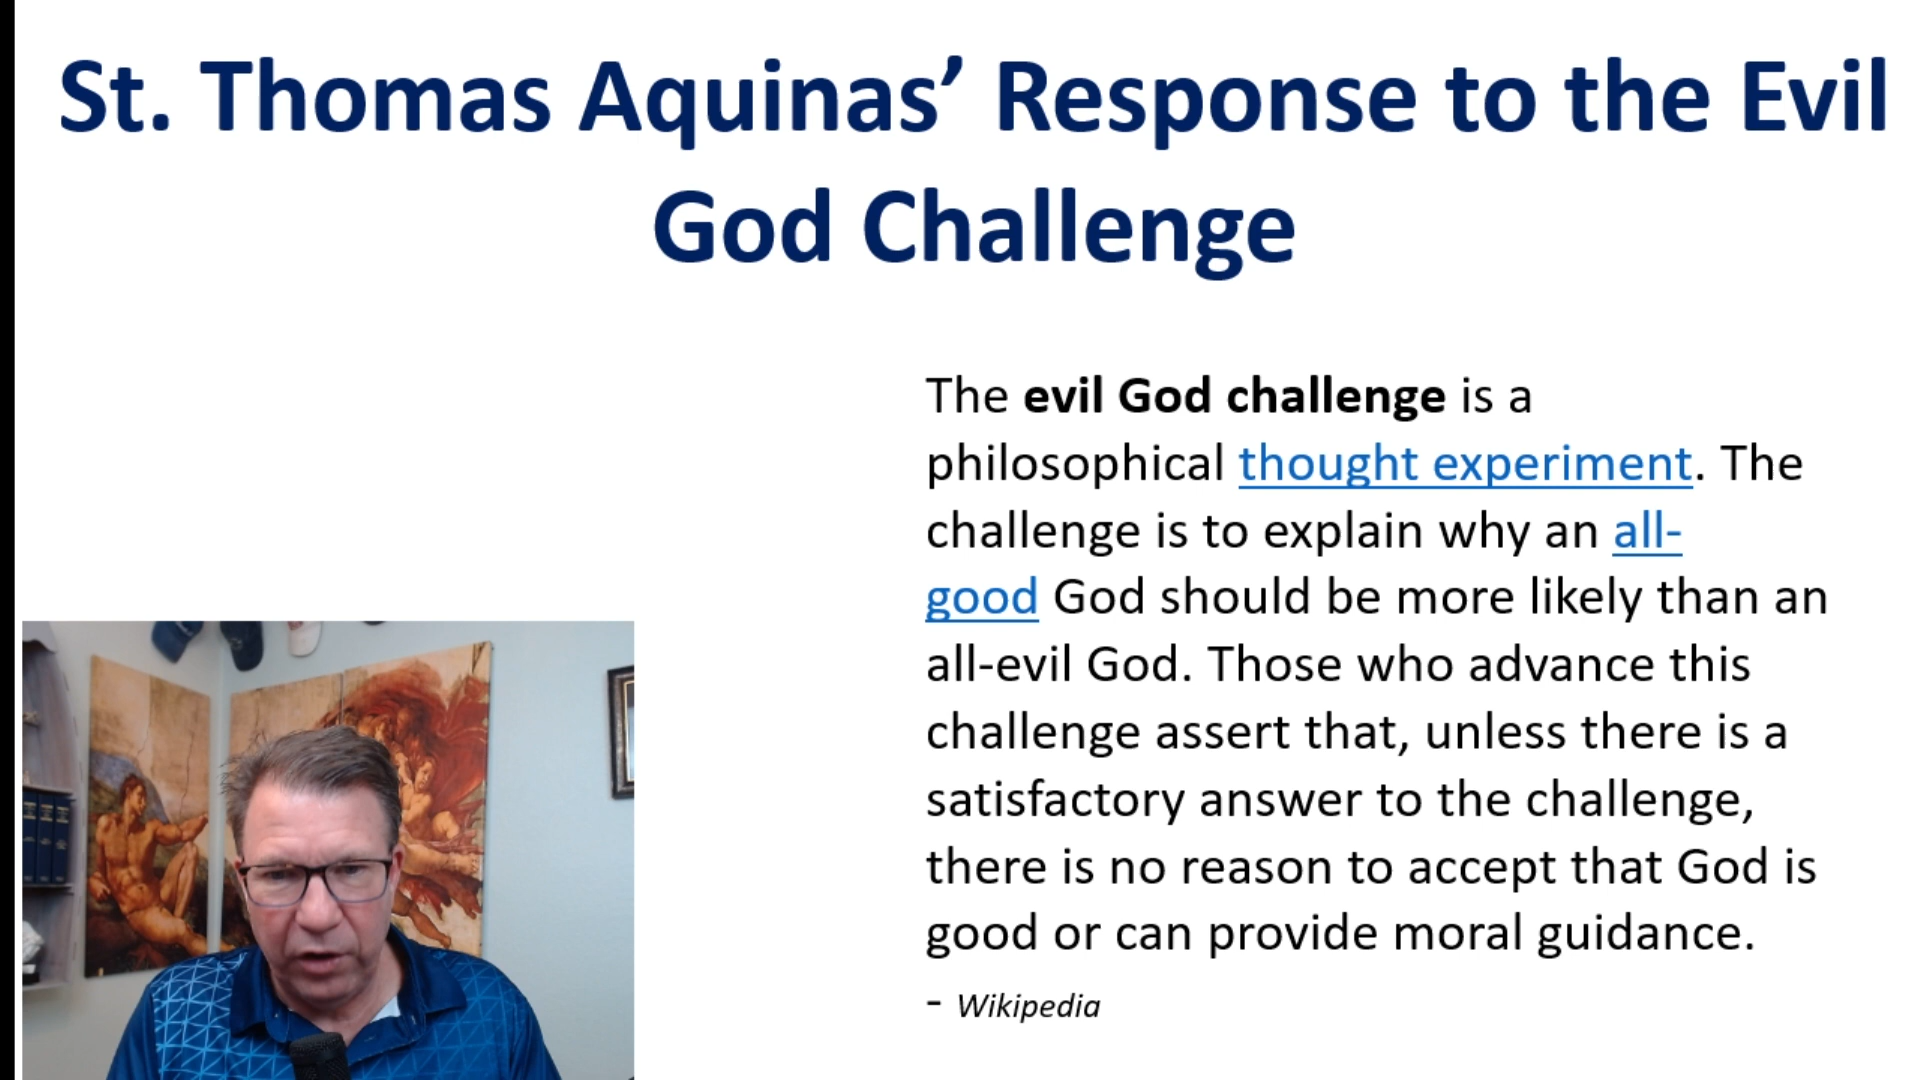 St. Thomas Aquinas’ Response to the Evil
God Challenge
The evil God challenge is a
philosophical thought experiment. The
challenge is to explain why an all-
good God should be more likely than an
all-evil God. Those who advance this
challenge assert that, unless there is a
satisfactory answer to the challenge,
there is no reason to accept that God is
good or can provide moral guidance.
- Wikipedia